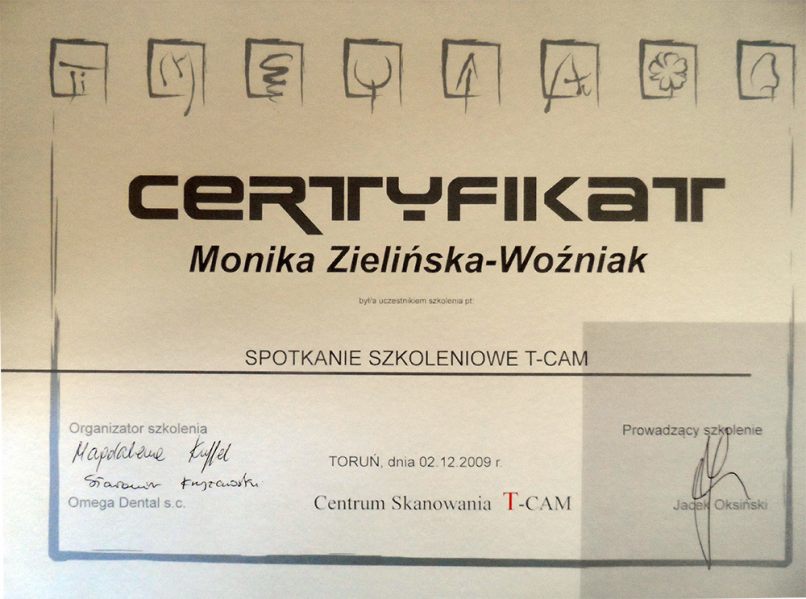 CERTYFIKAT
Monika Zielińska-Woźniak
był/a uczestnikiem szkolenia pt:
SPOTKANIE SZKOLENIOWE T-CAM
Organizator szkolenia
Magdalena Kuffel
Omega Dental s.c.
TORUŃ, dnia 02.12.2009 r.
Centrum Skanowania T-CAM
Prowadzący szkolenie
Jacek Oksiński